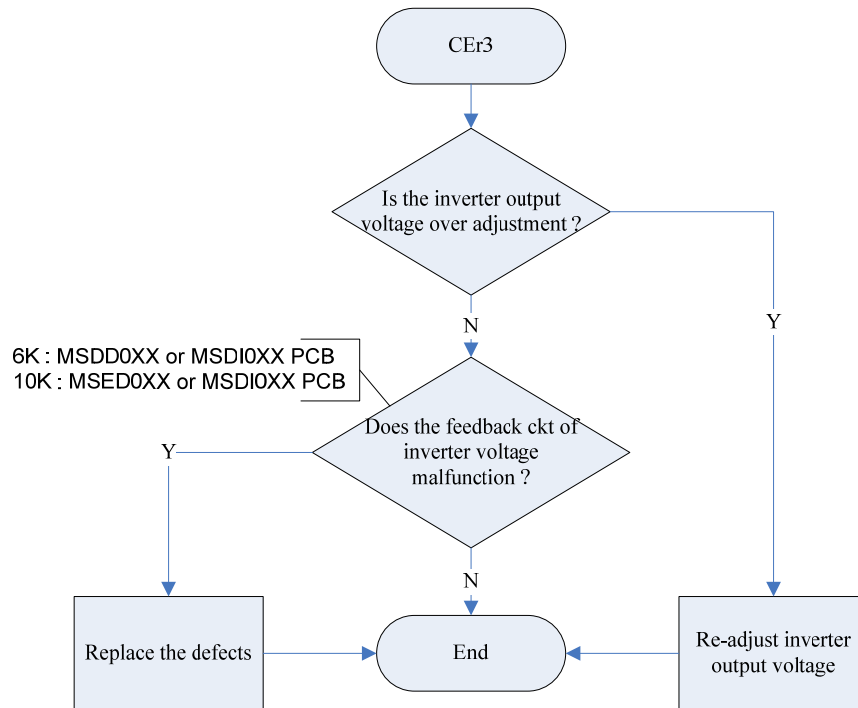 CEr3
Is the inverter output
voltage over adjustment ?
N
Y
6K : MSDD0XX or MSDI0XX PCB
10K : MSED0XX or MSDI0XX PCB
Does the feedback ckt of
inverter voltage
malfunction ?
Y
N
Replace the defects
End
Re-adjust inverter
output voltage